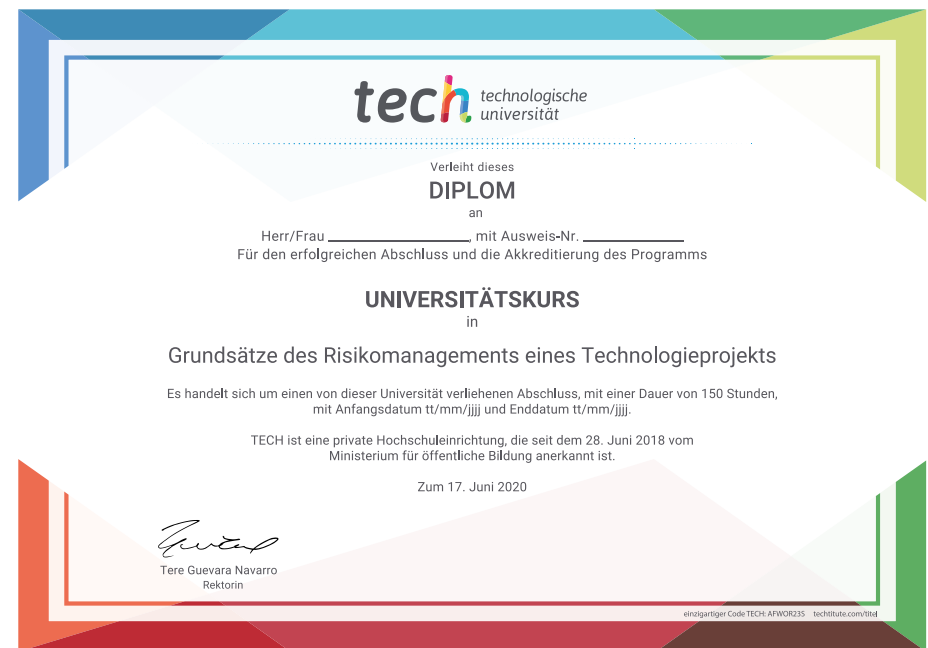 tech technologische
universität
Verleiht dieses
DIPLOM
an
Herr/Frau ____________________, mit Ausweis-Nr. ______________
Für den erfolgreichen Abschluss und die Akkreditierung des Programms
UNIVERSITÄTSKURS
in
Grundsätze des Risikomanagements eines Technologieprojekts
Es handelt sich um einen von dieser Universität verliehenen Abschluss, mit einer Dauer von 150 Stunden,
mit Anfangsdatum tt/mm/jjjj und Enddatum tt/mm/jjjj.
TECH ist eine private Hochschuleinrichtung, die seit dem 28. Juni 2018 vom
Ministerium für öffentliche Bildung anerkannt ist.
Zum 17. Juni 2020
Tere Guevara Navarro
Rektorin
einzigartiger Code TECH: AFWOR23S techtitute.com/titel